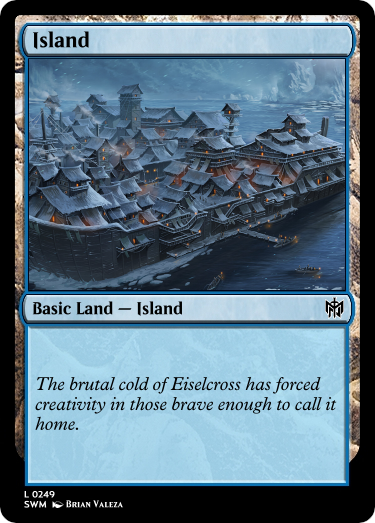 Island
Basic Land — Island
The brutal cold of Eiselcross has forced
creativity in those brave enough to call it
home.
L 0249
SWM Brian Valeza